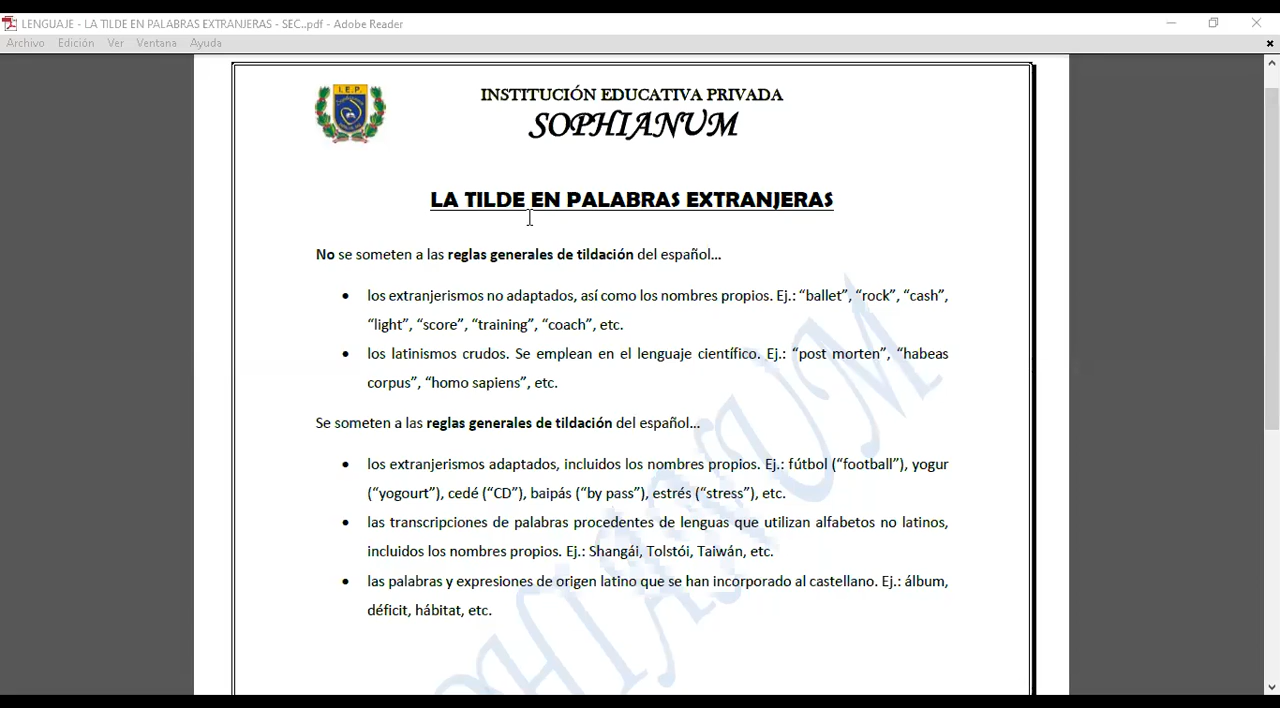 LENGUAJE - LA TILDE EN PALABRAS EXTRANJERAS - SEC..pdf - Adobe Reader
Archivo Edición Ver Ventana Ayuda
I.E.P.
INSTITUCIÓN EDUCATIVA PRIVADA
SOPHIANUM
LA TILDE EN PALABRAS EXTRANJERAS
No se someten a las reglas generales de tildación del español...
• los extranjerismos no adaptados, así como los nombres propios. Ej.: “ballet”, “rock”, “cash”,
“light”, “score”, “training”, “coach”, etc.
• los latinismos crudos. Se emplean en el lenguaje científico. Ej.: “post morten”, “habeas
corpus”, “homo sapiens”, etc.
Se someten a las reglas generales de tildación del español...
• los extranjerismos adaptados, incluidos los nombres propios. Ej.: fútbol (“football”), yogur
(“yogourt”), cedé (“CD”), baipás (“by pass”), estrés (“stress”), etc.
• las transcripciones de palabras procedentes de lenguas que utilizan alfabetos no latinos,
incluidos los nombres propios. Ej.: Shangái, Tolstói, Taiwán, etc.
• las palabras y expresiones de origen latino que se han incorporado al castellano. Ej.: álbum,
déficit, hábitat, etc.
SOPHIANUM